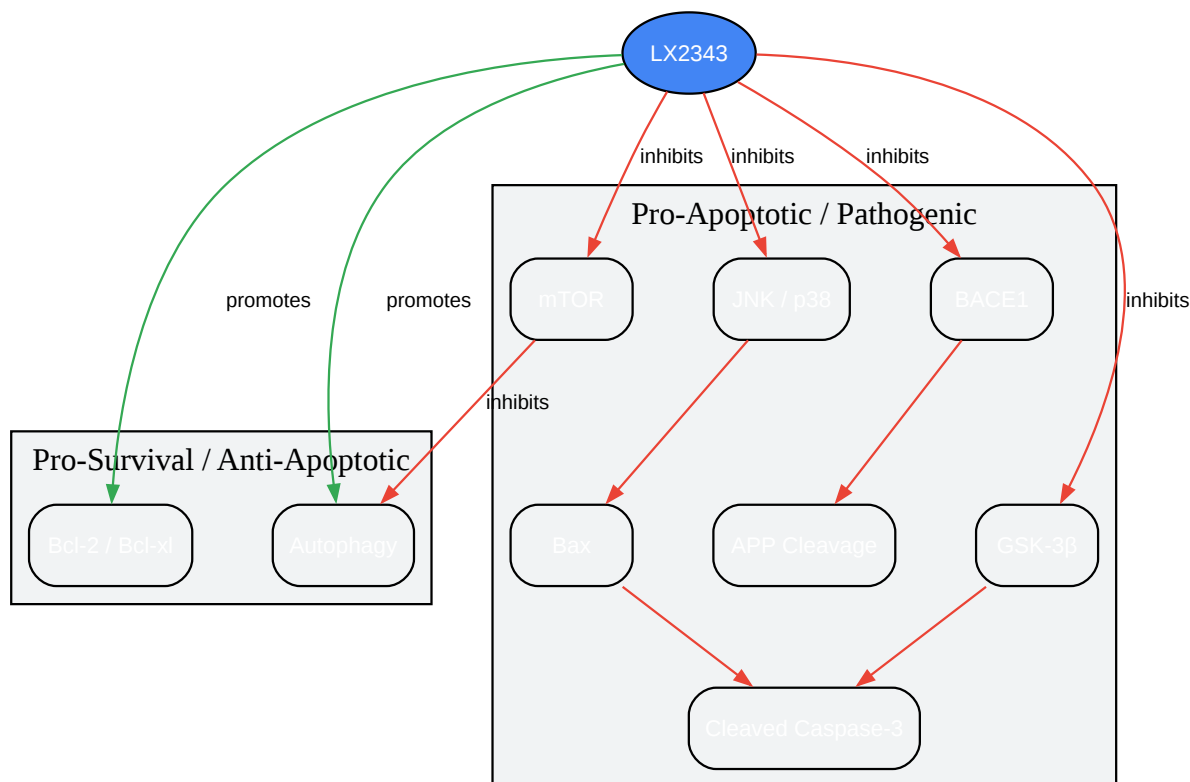 LX2343
inhibits
inhibits
inhibits
Pro-Apoptotic / Pathogenic
mTOR
JNK / p38
BACE1
promotes
promotes
inhibits
inhibits
Pro-Survival / Anti-Apoptotic
Bcl-2 / Bcl-xl
Autophagy
Bax
APP Cleavage
GSK-3β
Cleaved Caspase-3